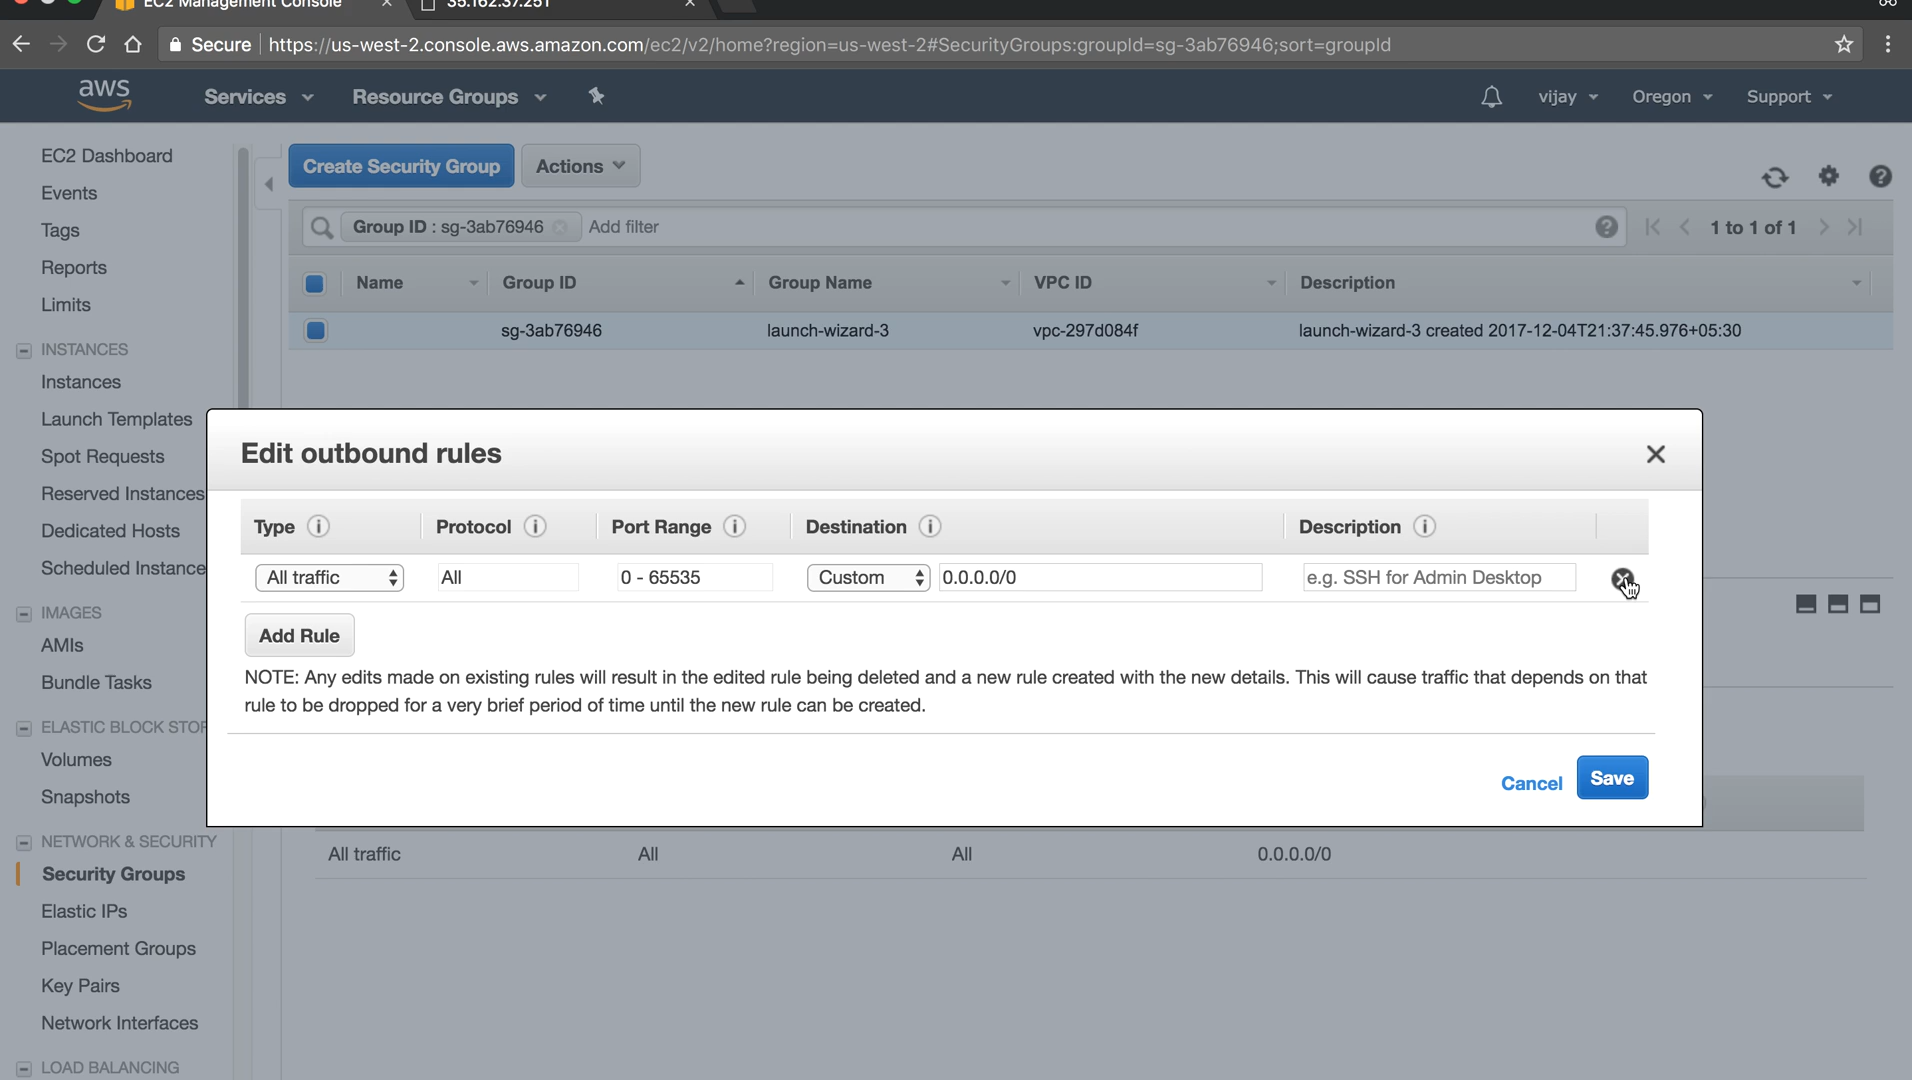 EC2 Management Console
35.162.37.251
Secure https://us-west-2.console.aws.amazon.com/ec2/v2/home?region=us-west-2#SecurityGroups:groupId=sg-3ab76946;sort=groupId
aws Services Resource Groups vijay Oregon Support
EC2 Dashboard
Events
Tags
Reports
Limits
INSTANCES
Instances
Launch Templates
Spot Requests
Reserved Instances
Dedicated Hosts
Scheduled Instance
IMAGES
AMIs
Bundle Tasks
ELASTIC BLOCK STOR
Volumes
Snapshots
NETWORK & SECURITY
Security Groups
Elastic IPs
Placement Groups
Key Pairs
Network Interfaces
LOAD BALANCING
Create Security Group Actions
Group ID : sg-3ab76946 Add filter 1 to 1 of 1
Name Group ID Group Name VPC ID Description
sg-3ab76946 launch-wizard-3 vpc-297d084f launch-wizard-3 created 2017-12-04T21:37:45.976+05:30
Edit outbound rules
Type Protocol Port Range Destination Description
All traffic All 0 - 65535 Custom 0.0.0.0/0 e.g. SSH for Admin Desktop
Add Rule
NOTE: Any edits made on existing rules will result in the edited rule being deleted and a new rule created with the new details. This will cause traffic that depends on that
rule to be dropped for a very brief period of time until the new rule can be created.
Cancel Save
All traffic All All 0.0.0.0/0